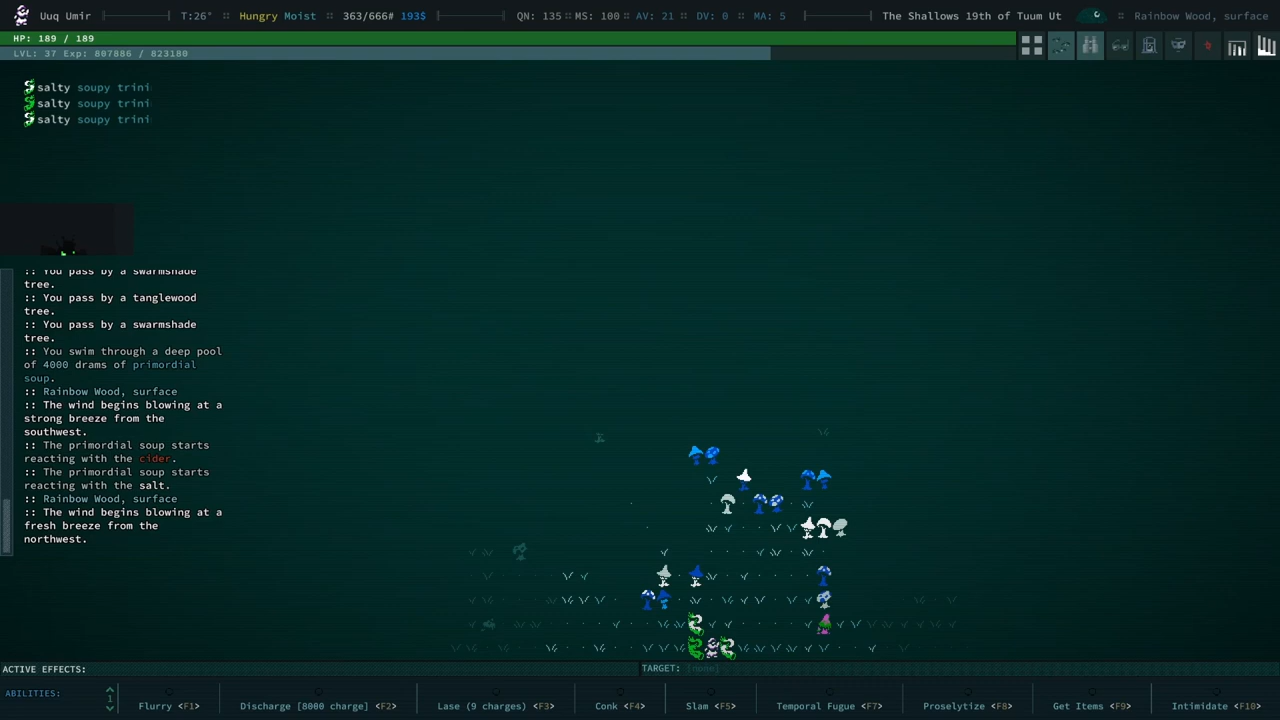 Uuq Umir T:26° :: Hungry Moist :: 363/666# 193$ QN: 135 :: MS: 100 :: AV: 21 :: DV: 0 :: MA: 5 The Shallows 19th of Tuum Ut :: Rainbow Wood, surface
HP: 189 / 189
LVL: 37 Exp: 807886 / 823180
salty soupy trini
salty soupy trini
salty soupy trini
:: You pass by a swarmshade
tree.
:: You pass by a tanglewood
tree.
:: You pass by a swarmshade
tree.
:: You swim through a deep pool
of 4000 drams of primordial
soup.
:: Rainbow Wood, surface
:: The wind begins blowing at a
strong breeze from the
southwest.
:: The primordial soup starts
reacting with the cider.
:: The primordial soup starts
reacting with the salt.
:: Rainbow Wood, surface
:: The wind begins blowing at a
fresh breeze from the
northwest.
ACTIVE EFFECTS: TARGET: [none]
ABILITIES: 1 Flurry <F1> Discharge [8000 charge] <F2> Lase (9 charges) <F3> Conk <F4> Slam <F5> Temporal Fugue <F7> Proselytize <F8> Get Items <F9> Intimidate <F10>